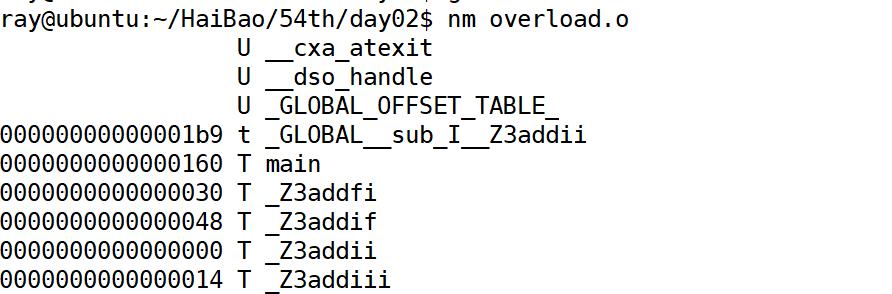 ray@ubuntu:~/HaiBao/54th/day02$ nm overload.o
                 U __cxa_atexit
                 U __dso_handle
                 U _GLOBAL_OFFSET_TABLE_
00000000000001b9 t _GLOBAL__sub_I__Z3addii
0000000000000160 T main
0000000000000030 T _Z3addfi
0000000000000048 T _Z3addif
0000000000000000 T _Z3addii
0000000000000014 T _Z3addiii